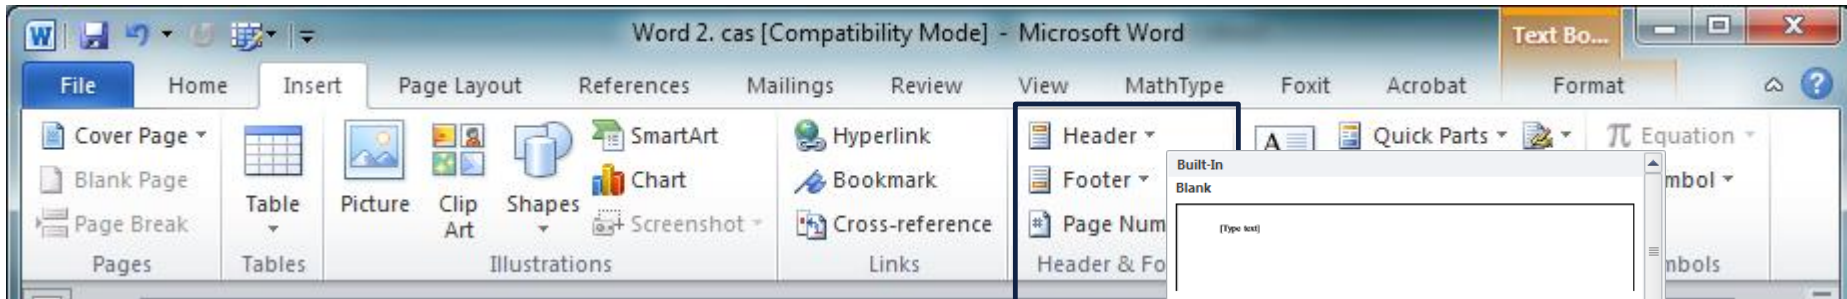 W Word 2. cas [Compatibility Mode] - Microsoft Word Text Bo...
File Home Insert Page Layout References Mailings Review View MathType Foxit Acrobat Format
Cover Page SmartArt Hyperlink Header A Quick Parts π Equation
Blank Page Chart Bookmark Footer mbol
Page Break Table Picture Clip Art Shapes Screenshot Cross-reference # Page Num
Pages Tables Illustrations Links Header & Fo mbols
Built-In
Blank
[Type text]